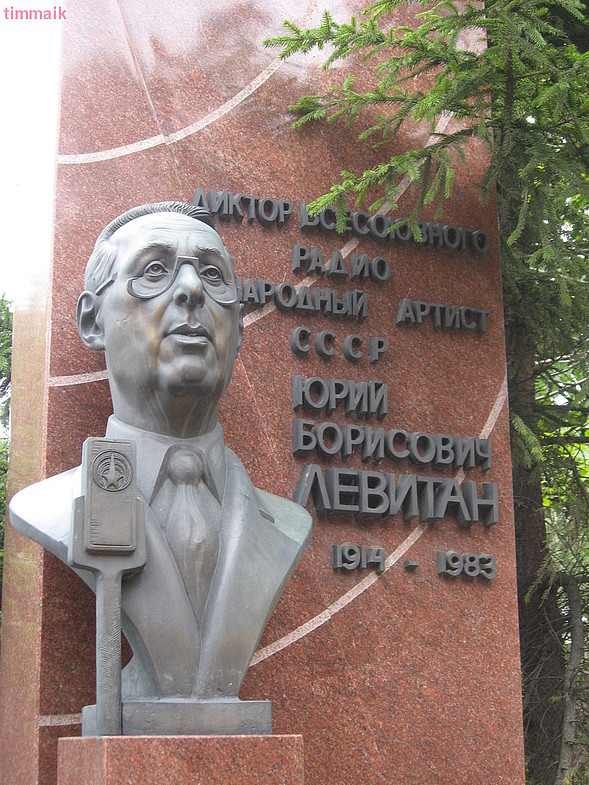 timmaik
ДИКТОР ВСЕСОЮЗНОГО
РАДИО
НАРОДНЫЙ АРТИСТ
СССР
ЮРИЙ
БОРИСОВИЧ
ЛЕВИТАН
1914 - 1983